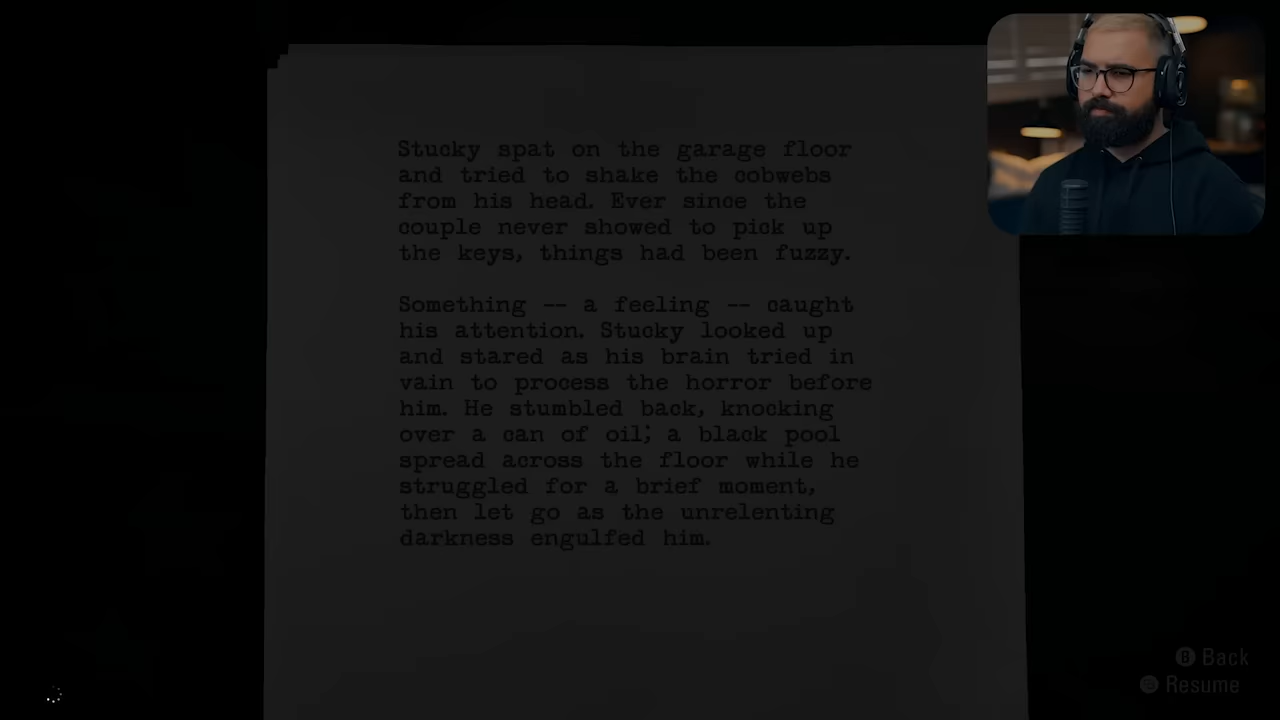 Stucky spat on the garage floor
and tried to shake the cobwebs
from his head. Ever since the
couple never showed to pick up
the keys, things had been fuzzy.
Something -- a feeling -- caught
his attention. Stucky looked up
and stared as his brain tried in
vain to process the horror before
him. He stumbled back, knocking
over a can of oil; a black pool
spread across the floor while he
struggled for a brief moment,
then let go as the unrelenting
darkness engulfed him.
B Back
Resume